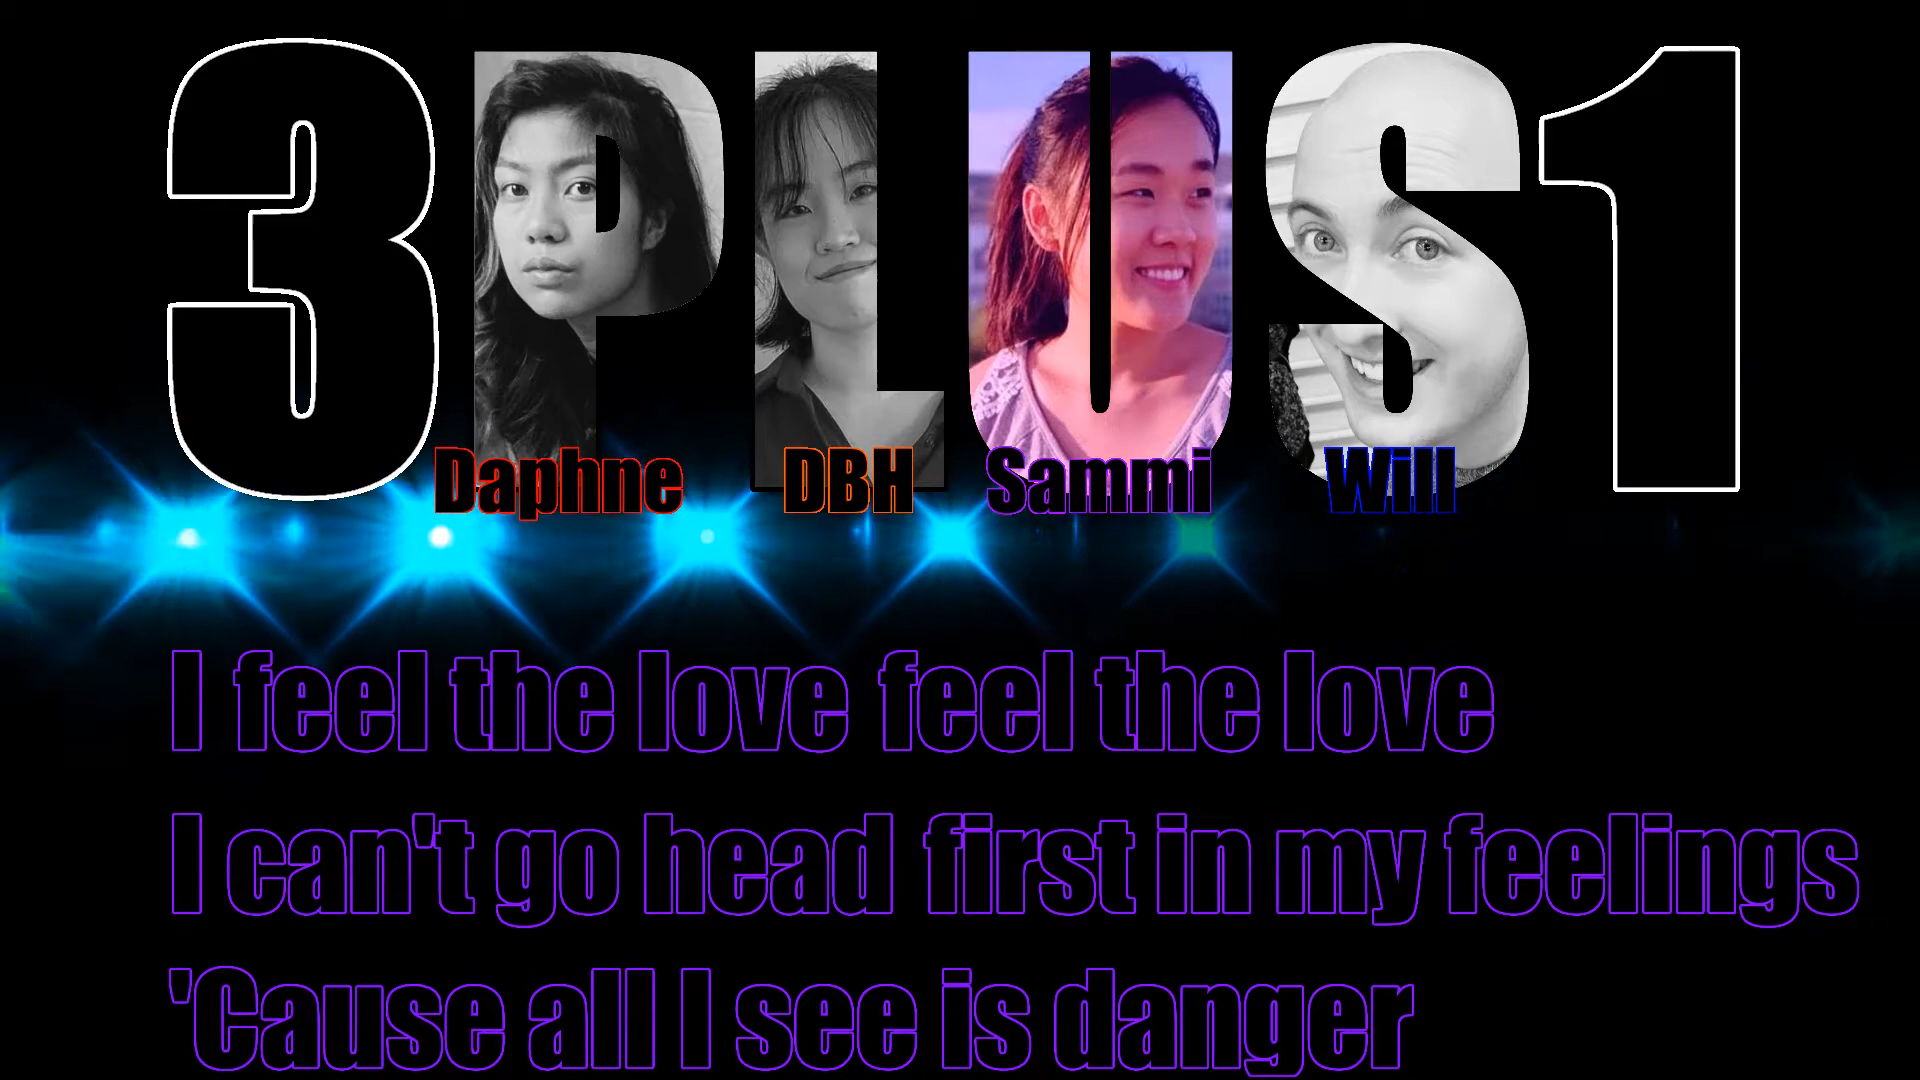 3PLUS1
Daphne DBH Sammi Will
I feel the love feel the love
I can't go head first in my feelings
'Cause all I see is danger